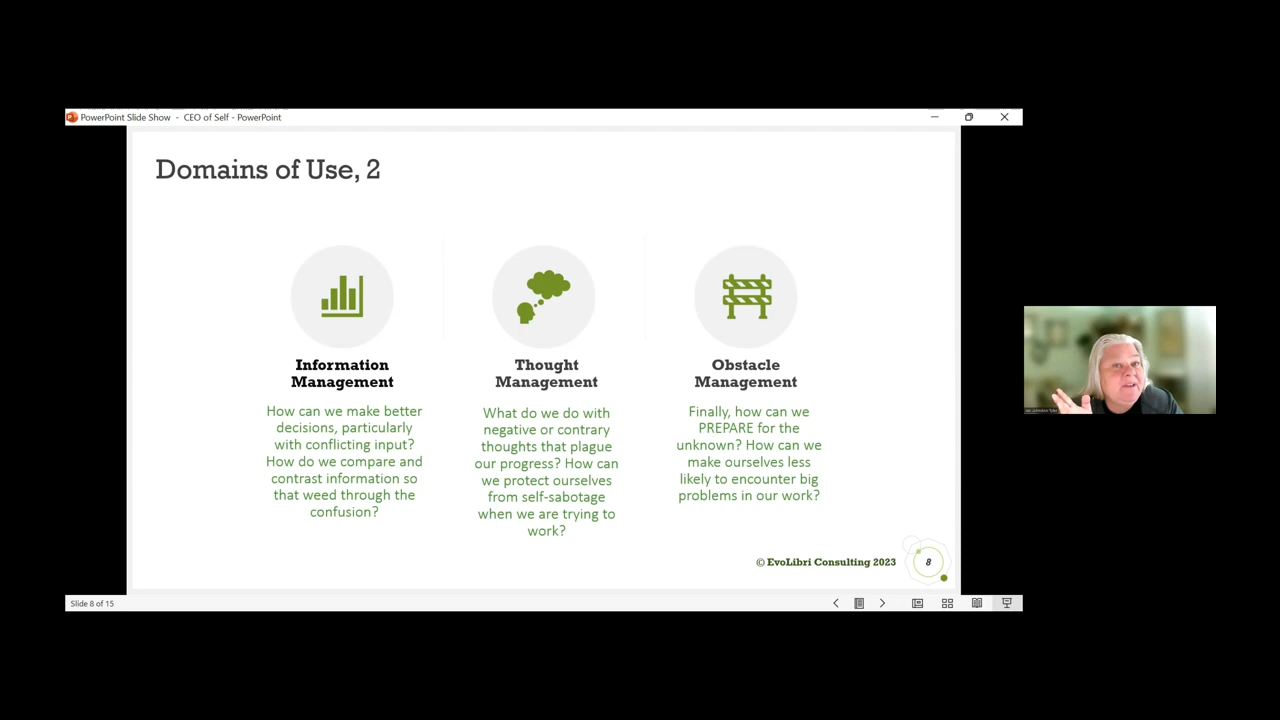 PowerPoint Slide Show - CEO of Self - PowerPoint
Domains of Use, 2
Information
Management
How can we make better
decisions, particularly
with conflicting input?
How do we compare and
contrast information so
that weed through the
confusion?
Thought
Management
What do we do with
negative or contrary
thoughts that plague
our progress? How can
we protect ourselves
from self-sabotage
when we are trying to
work?
Obstacle
Management
Finally, how can we
PREPARE for the
unknown? How can we
make ourselves less
likely to encounter big
problems in our work?
© EvoLibri Consulting 2023
8
Slide 8 of 15